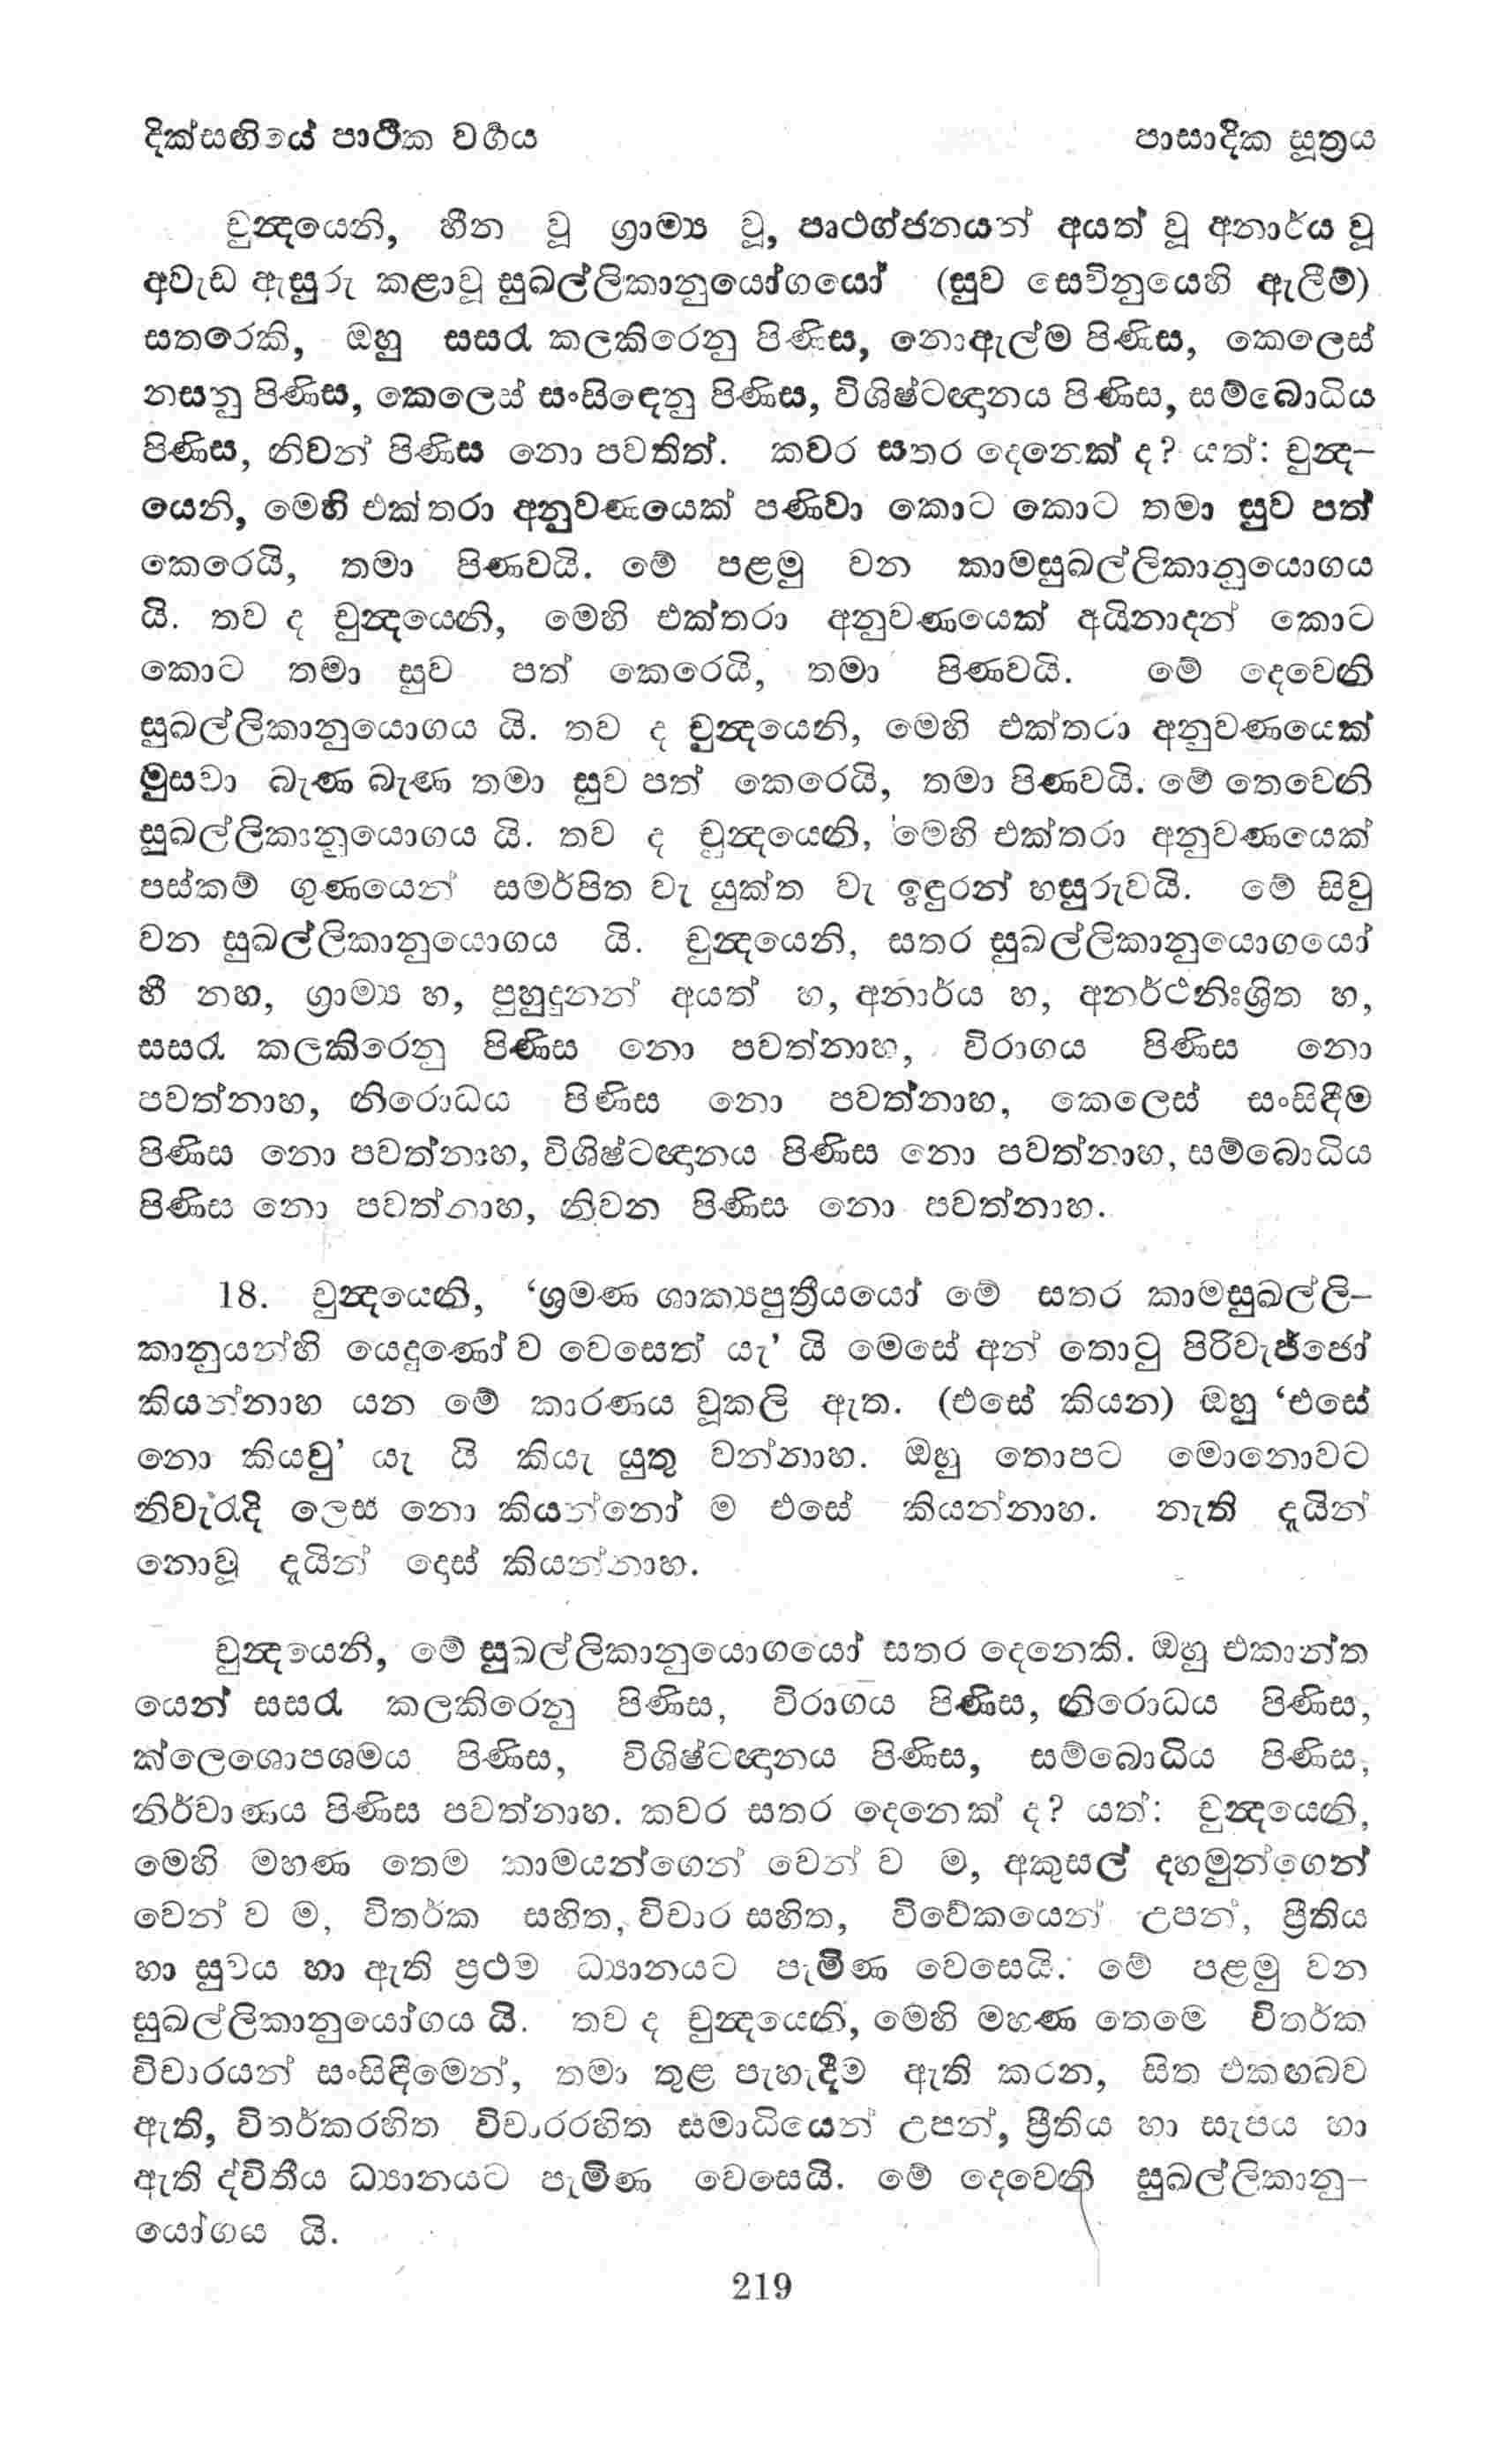 දික්සඟියේ පාථික වර්‍ගය පාසාදික සූත්‍රය
චුන්‍දයෙනි, හීන වූ ග්‍රාම්‍ය වූ, පෘථග්ජනයන් අයත් වූ අනාර්ය වූ
අවැඩ ඇසුරු කළාවූ සුඛල්ලිකානුයෝගයෝ (සුව සෙවිනුයෙහි ඇලීම්)
සතරෙකි, ඔහු සසරැ කලකිරෙනු පිණිස, නොඇල්ම පිණිස, කෙලෙස්
නසනු පිණිස, කෙලෙස් සංසිඳෙනු පිණිස, විශිෂ්ටඥානය පිණිස, සම්බොධිය
පිණිස, නිවන් පිණිස නො පවතිත්. කවර සතර දෙනෙක් ද? යත්: චුන්‍ද–
යෙනි, මෙහි එක්තරා අනුවණයෙක් පණිවා කොට කොට තමා සුව පත්
කෙරෙයි, තමා පිණවයි. මේ පළමු වන කාමසුඛල්ලිකානුයොගය
යි. තව ද චුන්‍දයෙනි, මෙහි එක්තරා අනුවණයෙක් අයිනාදන් කොට
කොට තමා සුව පත් කෙරෙයි, තමා පිණවයි. මේ දෙවෙනි
සුඛල්ලිකානුයොගය යි. තව ද චුන්‍දයෙනි, මෙහි එක්තරා අනුවණයෙක්
මුසවා බැණ බැණ තමා සුව පත් කෙරෙයි, තමා පිණවයි. මේ තෙවෙනි
සුඛල්ලිකානුයොගය යි. තව ද චුන්‍දයෙනි, මෙහි එක්තරා අනුවණයෙක්
පස්කම් ගුණයෙන් සමර්පිත වැ යුක්ත වැ ඉඳුරන් හසුරුවයි. මේ සිවු
වන සුඛල්ලිකානුයොගය යි. චුන්‍දයෙනි, සතර සුඛල්ලිකානුයොගයෝ
හී නහ, ග්‍රාම්‍ය හ, පුහුදුනන් අයත් හ, අනාර්ය හ, අනර්ථනිඃශ්‍රිත හ,
සසරැ කලකිරෙනු පිණිස නො පවත්නාහ, විරාගය පිණිස නො
පවත්නාහ, නිරොධය පිණිස නො පවත්නාහ, කෙලෙස් සංසිඳීම
පිණිස නො පවත්නාහ, විශිෂ්ටඥානය පිණිස නො පවත්නාහ, සම්බොධිය
පිණිස නො පවත්නාහ, නිවන පිණිස නො පවත්නාහ.
18. චුන්‍දයෙනි, ‘ශ්‍රමණ ශාක්‍යපුත්‍රීයයෝ මේ සතර කාමසුඛල්ලි–
කානුයන්හි යෙදුණෝ ව වෙසෙත් යැ’ යි මෙසේ අන් තොටු පිරිවැජ්ජෝ
කියන්නාහ යන මේ කාරණය වූකලි ඇත. (එසේ කියන) ඔහු ‘එසේ
නො කියවු’ යැ යි කියැ යුතු වන්නාහ. ඔහු තොපට මොනොවට
නිවැරැදි ලෙස නො කියන්නෝ ම එසේ කියන්නාහ. නැති දෑයින්
නොවූ දෑයින් දොස් කියන්නාහ.
චුන්‍දයෙනි, මේ සුඛල්ලිකානුයොගයෝ සතර දෙනෙකි. ඔහු එකාන්ත
යෙන් සසරැ කලකිරෙනු පිණිස, විරාගය පිණිස, නිරොධය පිණිස,
ක්ලෙශොපශමය පිණිස, විශිෂ්ටඥානය පිණිස, සම්බොධිය පිණිස,
නිර්වාණය පිණිස පවත්නාහ. කවර සතර දෙනෙක් ද? යත්: චුන්‍දයෙනි,
මෙහි මහණ තෙම කාමයන්ගෙන් වෙන් ව ම, අකුසල් දහමුන්ගෙන්
වෙන් ව ම, විතර්ක සහිත, විචාර සහිත, විවේකයෙන් උපන්, ප්‍රීතිය
හා සුවය හා ඇති ප්‍රථම ධ්‍යානයට පැමිණ වෙසෙයි. මේ පළමු වන
සුඛල්ලිකානුයෝගය යි. තව ද චුන්‍දයෙනි, මෙහි මහණ තෙමෙ විතර්ක
විචාරයන් සංසිඳීමෙන්, තමා තුළ පැහැදීම ඇති කරන, සිත එකඟබව
ඇති, විතර්කරහිත විචාරරහිත සමාධියෙන් උපන්, ප්‍රීතිය හා සැපය හා
ඇති ද්විතීය ධ්‍යානයට පැමිණ වෙසෙයි. මේ දෙවෙනි සුඛල්ලිකානු–
යෝගය යි.
219